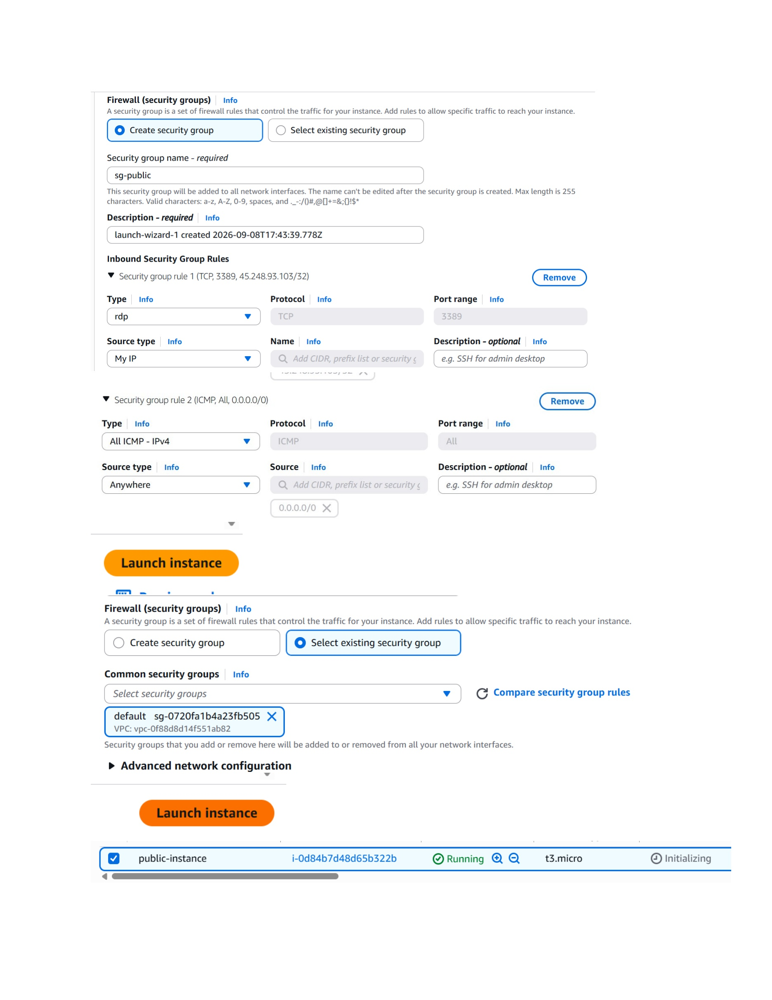 Firewall (security groups) Info
A security group is a set of firewall rules that control the traffic for your instance. Add rules to allow specific traffic to reach your instance.
Create security group Select existing security group
Security group name - required
sg-public
This security group will be added to all network interfaces. The name can't be edited after the security group is created. Max length is 255
characters. Valid characters: a-z, A-Z, 0-9, spaces, and ._-:/()#,@[]+=&;{}!$*
Description - required Info
launch-wizard-1 created 2026-09-08T17:43:39.778Z
Inbound Security Group Rules
Security group rule 1 (TCP, 3389, 45.248.93.103/32) Remove
Type Info Protocol Info Port range Info
rdp TCP 3389
Source type Info Name Info Description - optional Info
My IP Add CIDR, prefix list or security e.g. SSH for admin desktop
Security group rule 2 (ICMP, All, 0.0.0.0/0) Remove
Type Info Protocol Info Port range Info
All ICMP - IPv4 ICMP All
Source type Info Source Info Description - optional Info
Anywhere Add CIDR, prefix list or security e.g. SSH for admin desktop
0.0.0.0/0
Launch instance
Firewall (security groups) Info
A security group is a set of firewall rules that control the traffic for your instance. Add rules to allow specific traffic to reach your instance.
Create security group Select existing security group
Common security groups Info
Select security groups Compare security group rules
default sg-0720fa1b4a23fb505
VPC: vpc-0f88d8d14f551ab82
Security groups that you add or remove here will be added to or removed from all your network interfaces.
Advanced network configuration
Launch instance
public-instance i-0d84b7d48d65b322b Running t3.micro Initializing